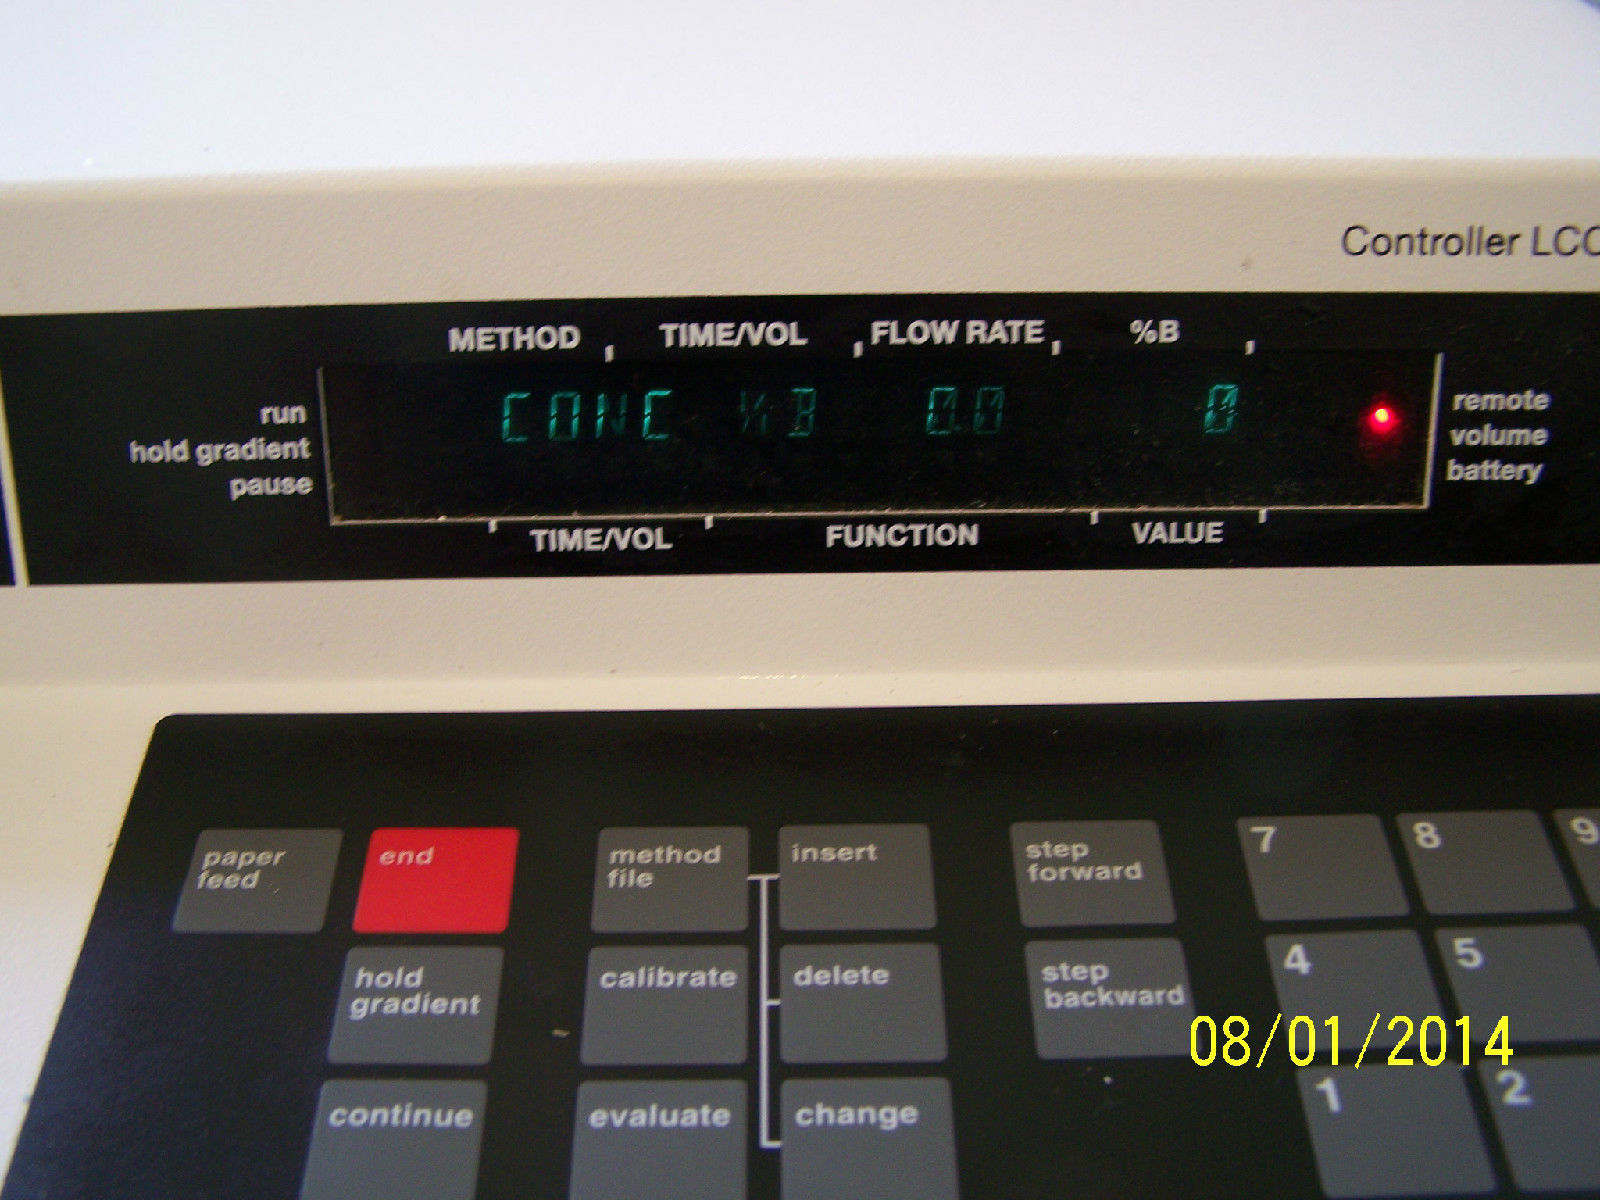 Controller LCC
METHOD TIME/VOL FLOW RATE %B
run
hold gradient
pause
CONC %B 0.0 0
remote
volume
battery
TIME/VOL FUNCTION VALUE
paper
feed
end
method
file
insert
step
forward
7
8
9
hold
gradient
calibrate
delete
step
backward
4
5
continue
evaluate
change
1
2
08/01/2014